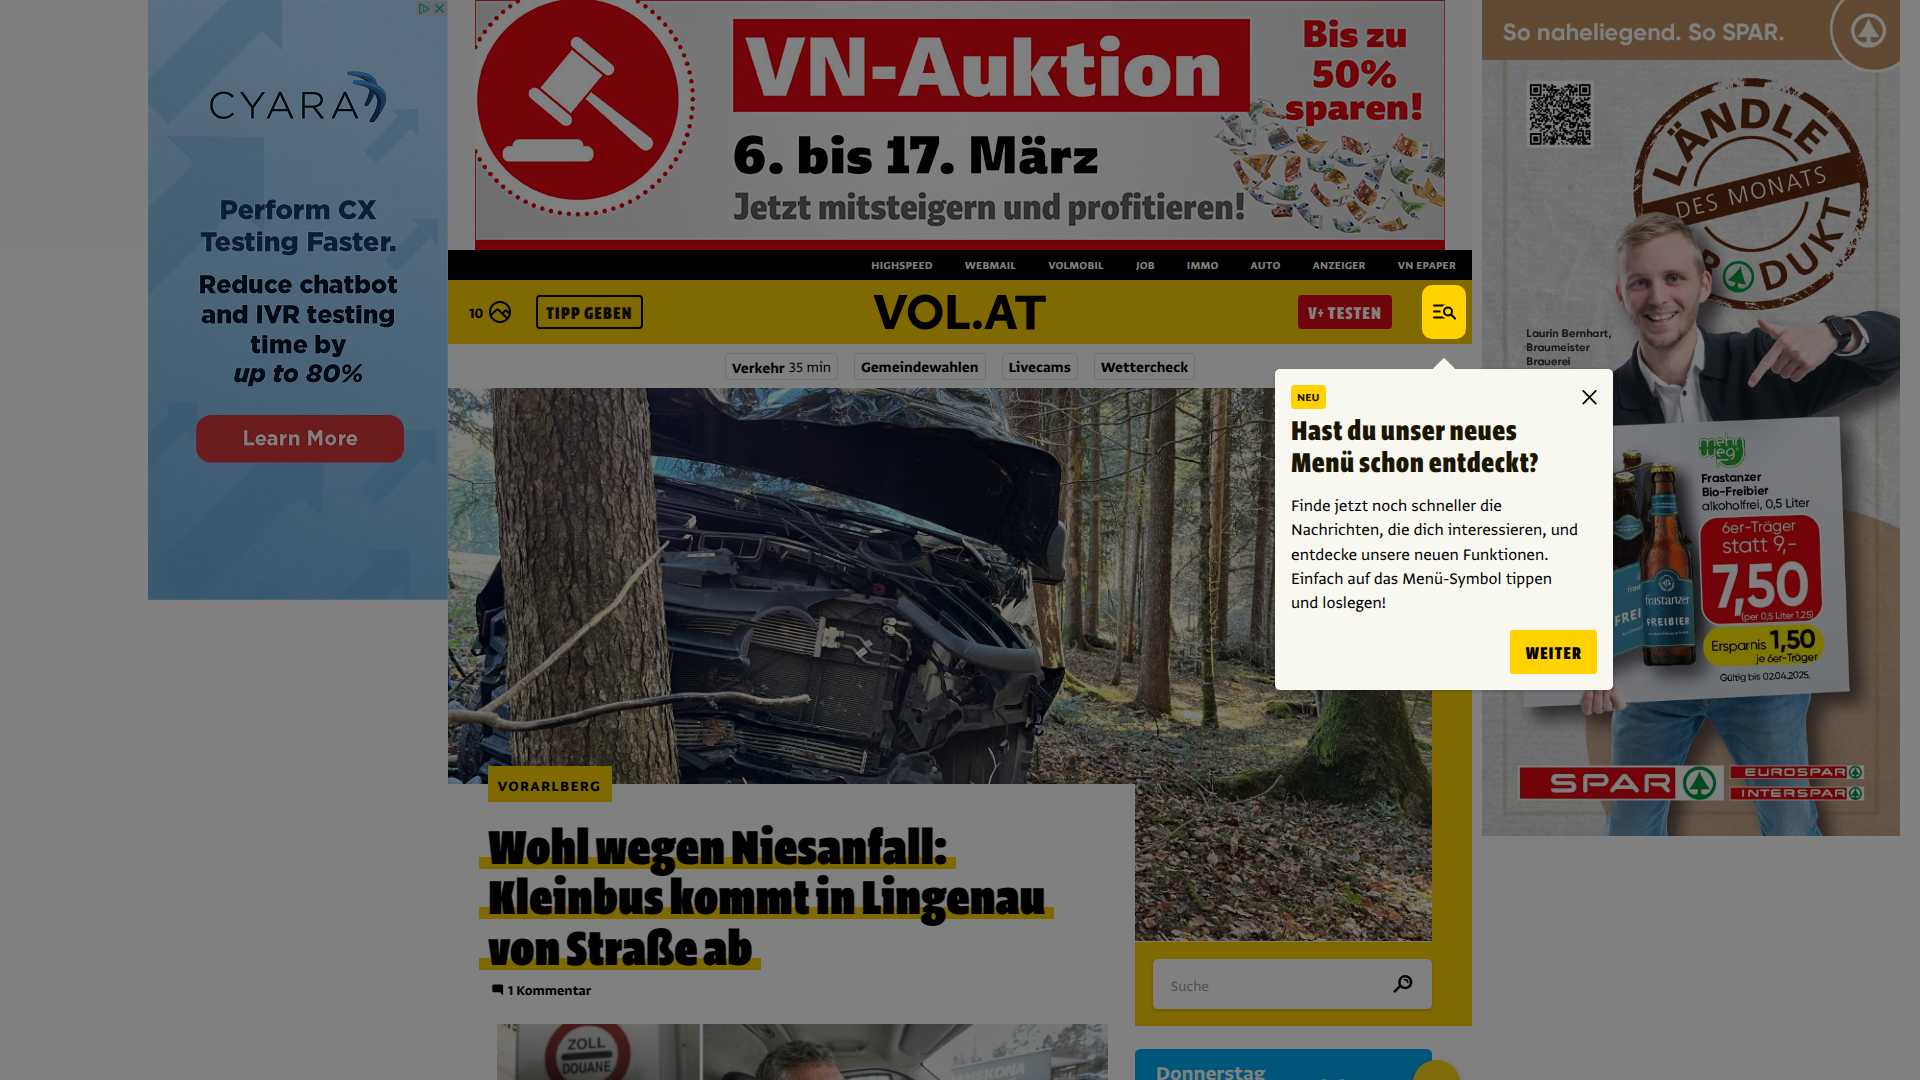 CYARA
Perform CX
Testing Faster.
Reduce chatbot
and IVR testing
time by
up to 80%
Learn More
VN-Auktion
6. bis 17. März
Jetzt mitsteigern und profitieren!
Bis zu
50%
sparen!
So naheliegend. So SPAR.
LÄNDLE
DES MONATS
PRODUKT
Laurin Bernhart,
Braumeister
Brauerei
HIGHSPEED WEBMAIL VOLMOBIL JOB IMMO AUTO ANZEIGER VN EPAPER
10 TIPP GEBEN VOL.AT V+ TESTEN
Verkehr 35 min Gemeindewahlen Livecams Wettercheck
NEU
Hast du unser neues
Menü schon entdeckt?
Finde jetzt noch schneller die
Nachrichten, die dich interessieren, und
entdecke unsere neuen Funktionen.
Einfach auf das Menü-Symbol tippen
und loslegen!
WEITER
mehr
weg
Frastanzer
Bio-Freibier
alkoholfrei, 0,5 Liter
6er-Träger
statt 9,-
7,50
(per 0,5 Liter 1,25)
Ersparnis 1,50
je 6er-Träger
Gültig bis 02.04.2025.
frastanzer
FREIBIER
SPAR
EUROSPAR
INTERSPAR
VORARLBERG
Wohl wegen Niesanfall:
Kleinbus kommt in Lingenau
von Straße ab
1 Kommentar
ZOLL
DOUANE
Suche
Donnerstag